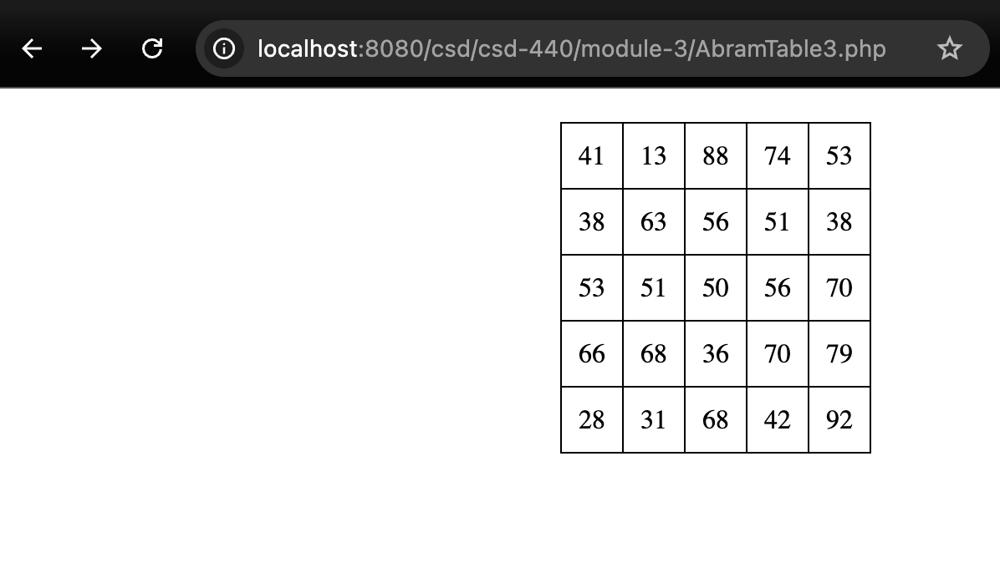 localhost:8080/csd/csd-440/module-3/AbramTable3.php
41 13 88 74 53
38 63 56 51 38
53 51 50 56 70
66 68 36 70 79
28 31 68 42 92